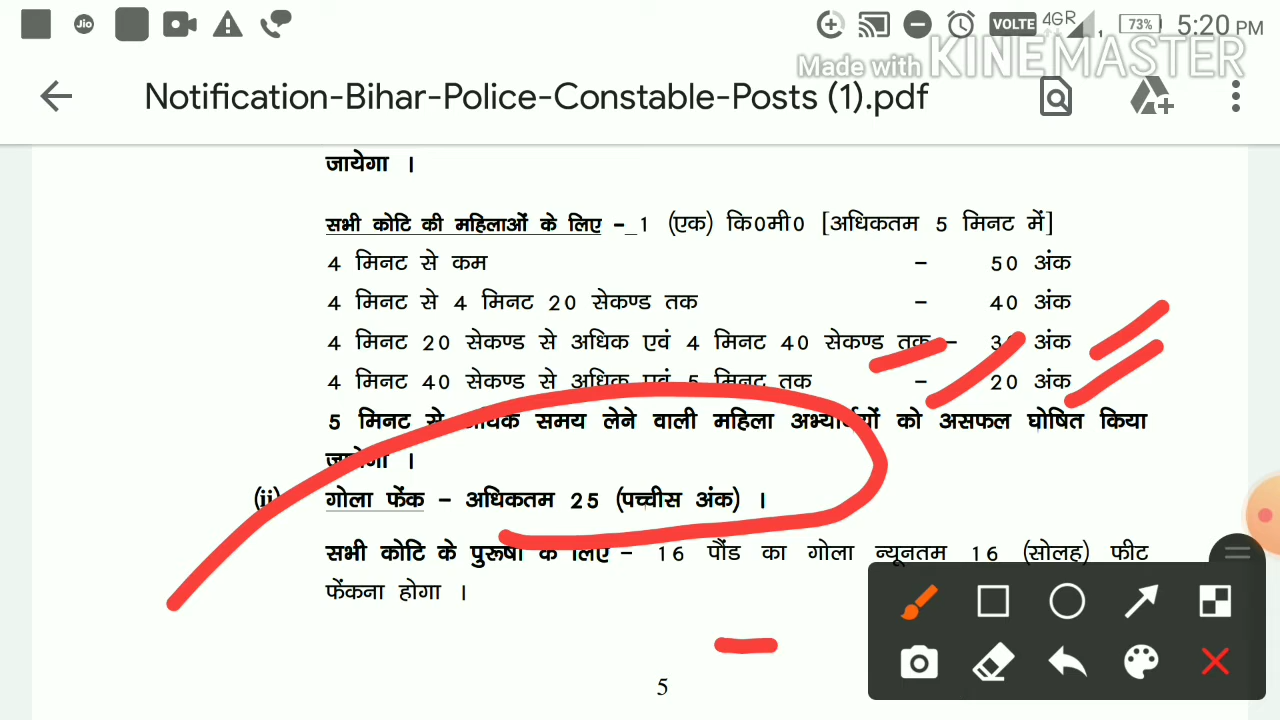 Jio VOLTE 4G R 1 73% 5:20 PM
Made with KINEMASTER
Notification-Bihar-Police-Constable-Posts (1).pdf
जायेगा ।
सभी कोटि की महिलाओं के लिए - 1 (एक) कि0मी0 [अधिकतम 5 मिनट में]
4 मिनट से कम - 50 अंक
4 मिनट से 4 मिनट 20 सेकण्ड तक - 40 अंक
4 मिनट 20 सेकण्ड से अधिक एवं 4 मिनट 40 सेकण्ड तक - 30 अंक
4 मिनट 40 सेकण्ड से अधिक एवं 5 मिनट तक - 20 अंक
5 मिनट से अधिक समय लेने वाली महिला अभ्यार्थियों को असफल घोषित किया
जायेगा ।
(ii) गोला फेंक - अधिकतम 25 (पच्चीस अंक) ।
सभी कोटि के पुरूषों के लिए - 16 पौंड का गोला न्यूनतम 16 (सोलह) फीट
फेंकना होगा ।
5